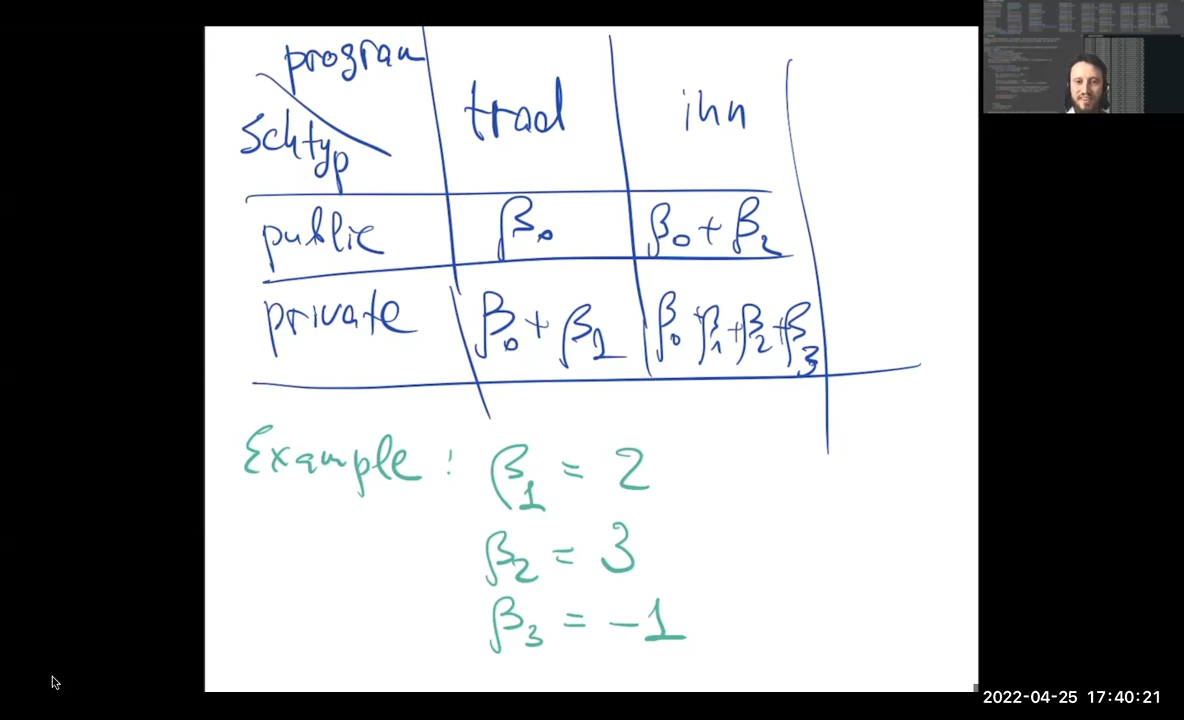 program
schtyp
trad
inn
public
β₀
β₀ + β₂
private
β₀ + β₁
β₀ + β₁ + β₂ + β₃
Example :
β₁ = 2
β₂ = 3
β₃ = -1
2022-04-25 17:40:21